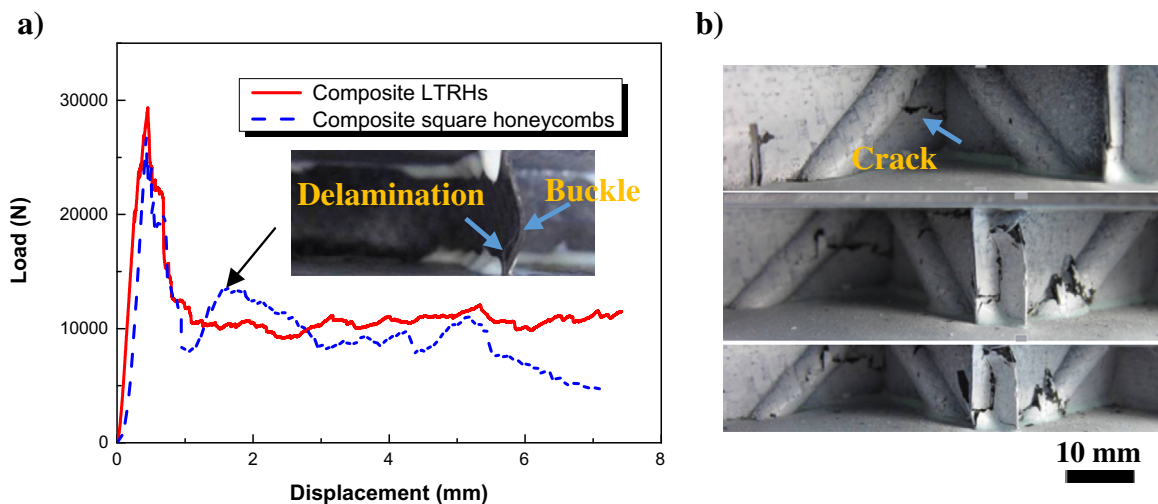 a)
b)
30000
20000
10000
0
Load (N)
0
2
4
6
8
Displacement (mm)
Composite LTRHs
Composite square honeycombs
Delamination
Buckle
Crack
10 mm